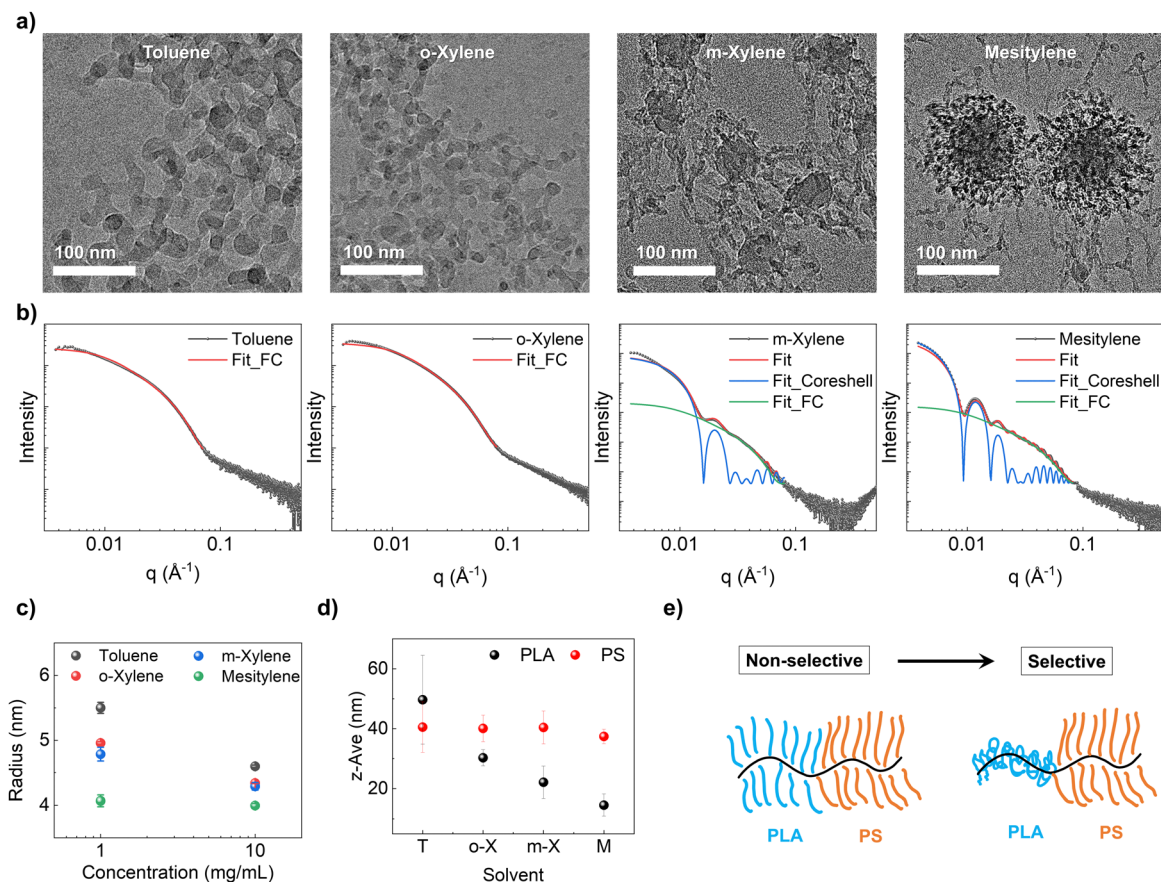 a)
Toluene
o-Xylene
m-Xylene
Mesitylene
100 nm
100 nm
100 nm
100 nm
b)
Intensity
Toluene
Fit_FC
0.01
0.1
q (Å⁻¹)
Intensity
o-Xylene
Fit_FC
0.01
0.1
q (Å⁻¹)
Intensity
m-Xylene
Fit
Fit_Coreshell
Fit_FC
0.01
0.1
q (Å⁻¹)
Intensity
Mesitylene
Fit
Fit_Coreshell
Fit_FC
0.01
0.1
q (Å⁻¹)
c)
Toluene
o-Xylene
m-Xylene
Mesitylene
Radius (nm)
6
5
4
1
10
Concentration (mg/mL)
d)
PLA
PS
z-Ave (nm)
60
40
20
T
o-X
m-X
M
Solvent
e)
Non-selective
Selective
PLA
PS
PLA
PS